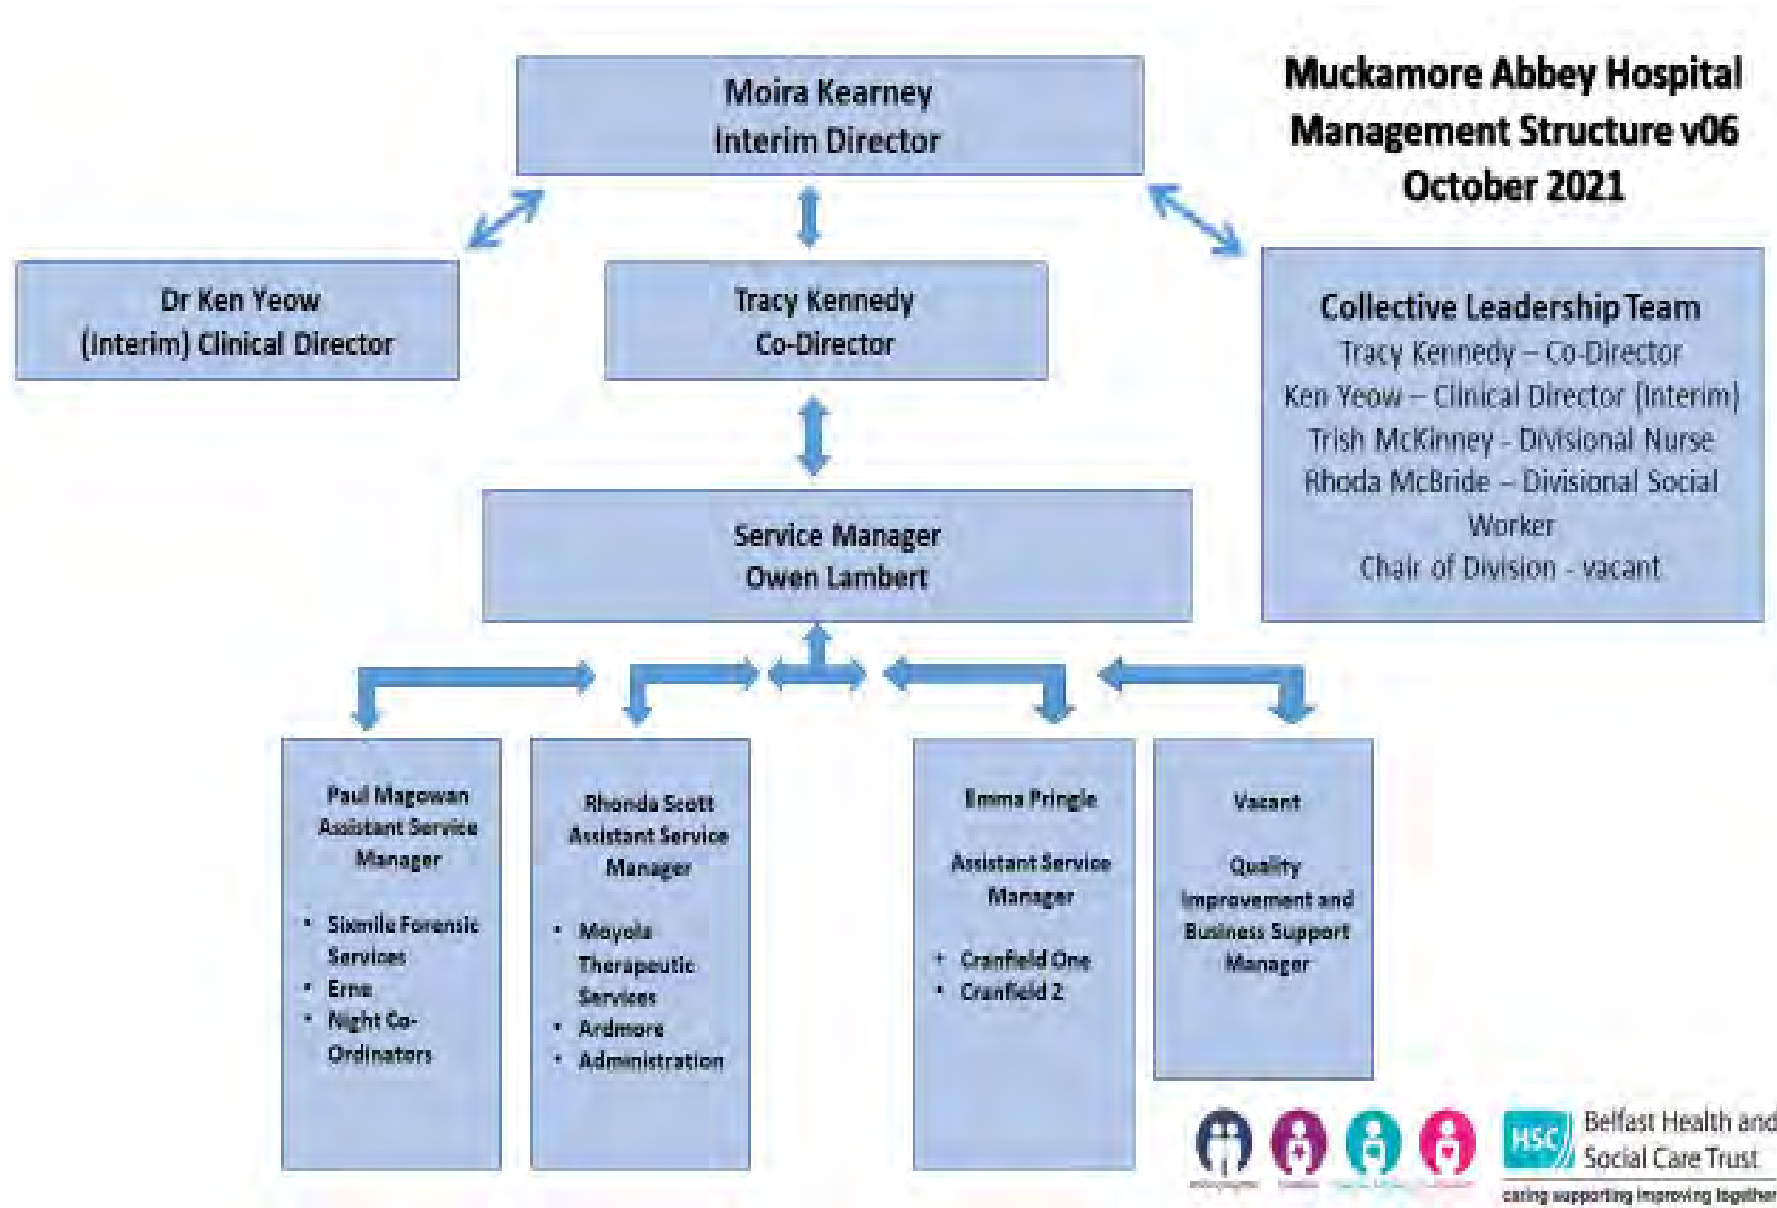 Muckamore Abbey Hospital
Management Structure v06
October 2021
Moira Kearney
Interim Director
Dr Ken Yeow
(Interim) Clinical Director
Tracy Kennedy
Co-Director
Collective Leadership Team
Tracy Kennedy – Co-Director
Ken Yeow – Clinical Director (Interim)
Trish McKinney - Divisional Nurse
Rhoda McBride – Divisional Social
Worker
Chair of Division - vacant
Service Manager
Owen Lambert
Paul Magowan
Assistant Service
Manager
• Sixmile Forensic
Services
• Erne
• Night Co-
Ordinators
Rhonda Scott
Assistant Service
Manager
• Moyola
Therapeutic
Services
• Ardmore
• Administration
Emma Pringle
Assistant Service
Manager
• Cranfield One
• Cranfield 2
Vacant
Quality
Improvement and
Business Support
Manager
HSC
Belfast Health and
Social Care Trust
caring supporting improving together